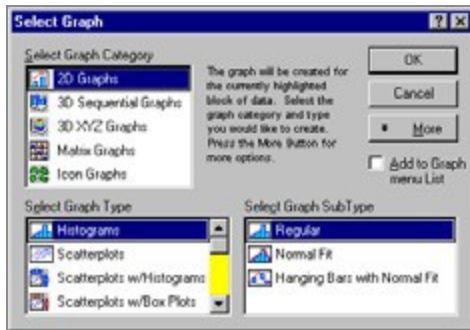 Select Graph
Select Graph Category
2D Graphs
3D Sequential Graphs
3D XYZ Graphs
Matrix Graphs
Icon Graphs
The graph will be created for
the currently highlighted
block of data. Select the
graph category and type
you would like to create.
Press the More Button for
more options.
OK
Cancel
More
Add to Graph
menu List
Select Graph Type
Histograms
Scatterplots
Scatterplots w/Histograms
Scatterplots w/Box Plots
Select Graph SubType
Regular
Normal Fit
Hanging Bars with Normal Fit